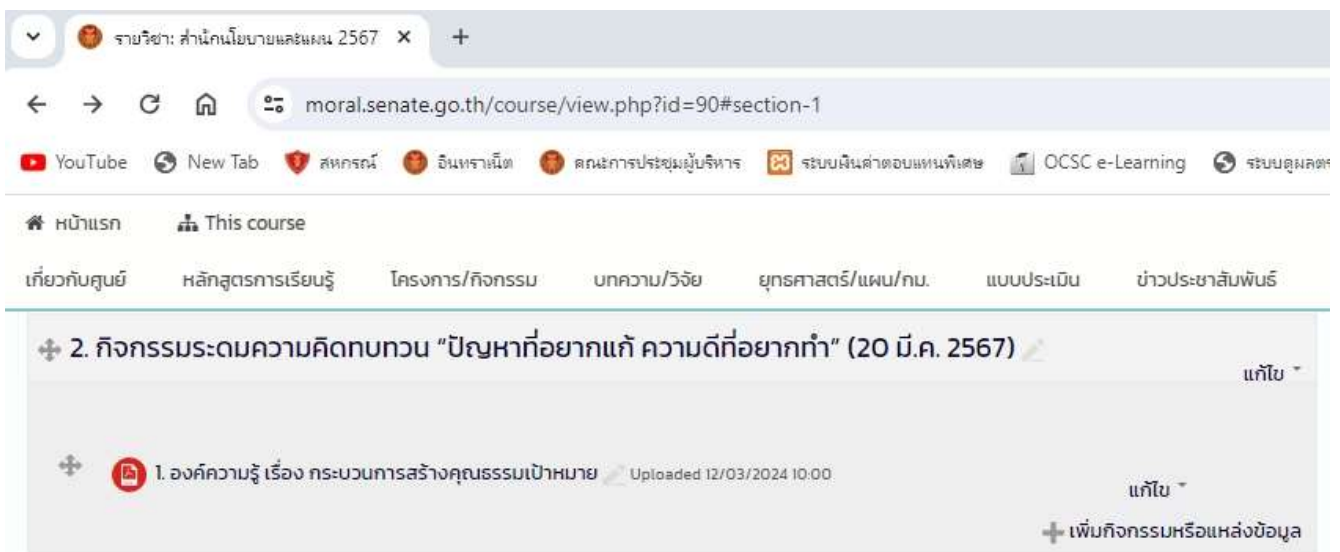 รายวิชา: สำนักนโยบายและแผน 2567
moral.senate.go.th/course/view.php?id=90#section-1
YouTube New Tab สหกรณ์ อินทราเน็ต คณะการประชุมผู้บริหาร ระบบผินค่าตอบแทนพิเศษ OCSC e-Learning
หน้าแรก This course
เกี่ยวกับศูนย์ หลักสูตรการเรียนรู้ โครงการ/กิจกรรม บทความ/วิจัย ยุทธศาสตร์/แผน/กม. แบบประเมิน ข่าวประชาสัมพันธ์
2. กิจกรรมระดมความคิดทบทวน “ปัญหาที่อยากแก้ ความดีที่อยากทำ” (20 มี.ค. 2567)
แก้ไข
1. องค์ความรู้ เรื่อง กระบวนการสร้างคุณธรรมเป้าหมาย Uploaded 12/03/2024 10:00
แก้ไข
เพิ่มกิจกรรมหรือแหล่งข้อมูล